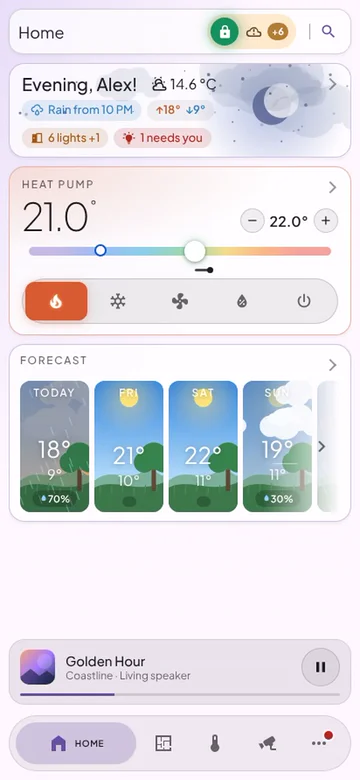 Home
+6
Evening, Alex!
14.6 °C
Rain from 10 PM
↑18° ↓9°
6 lights +1
1 needs you
HEAT PUMP
21.0°
− 22.0° +
FORECAST
TODAY FRI SAT SUN
18° 21° 22° 19°
9° 10° 11° 11°
70% 30%
Golden Hour
Coastline · Living speaker
HOME